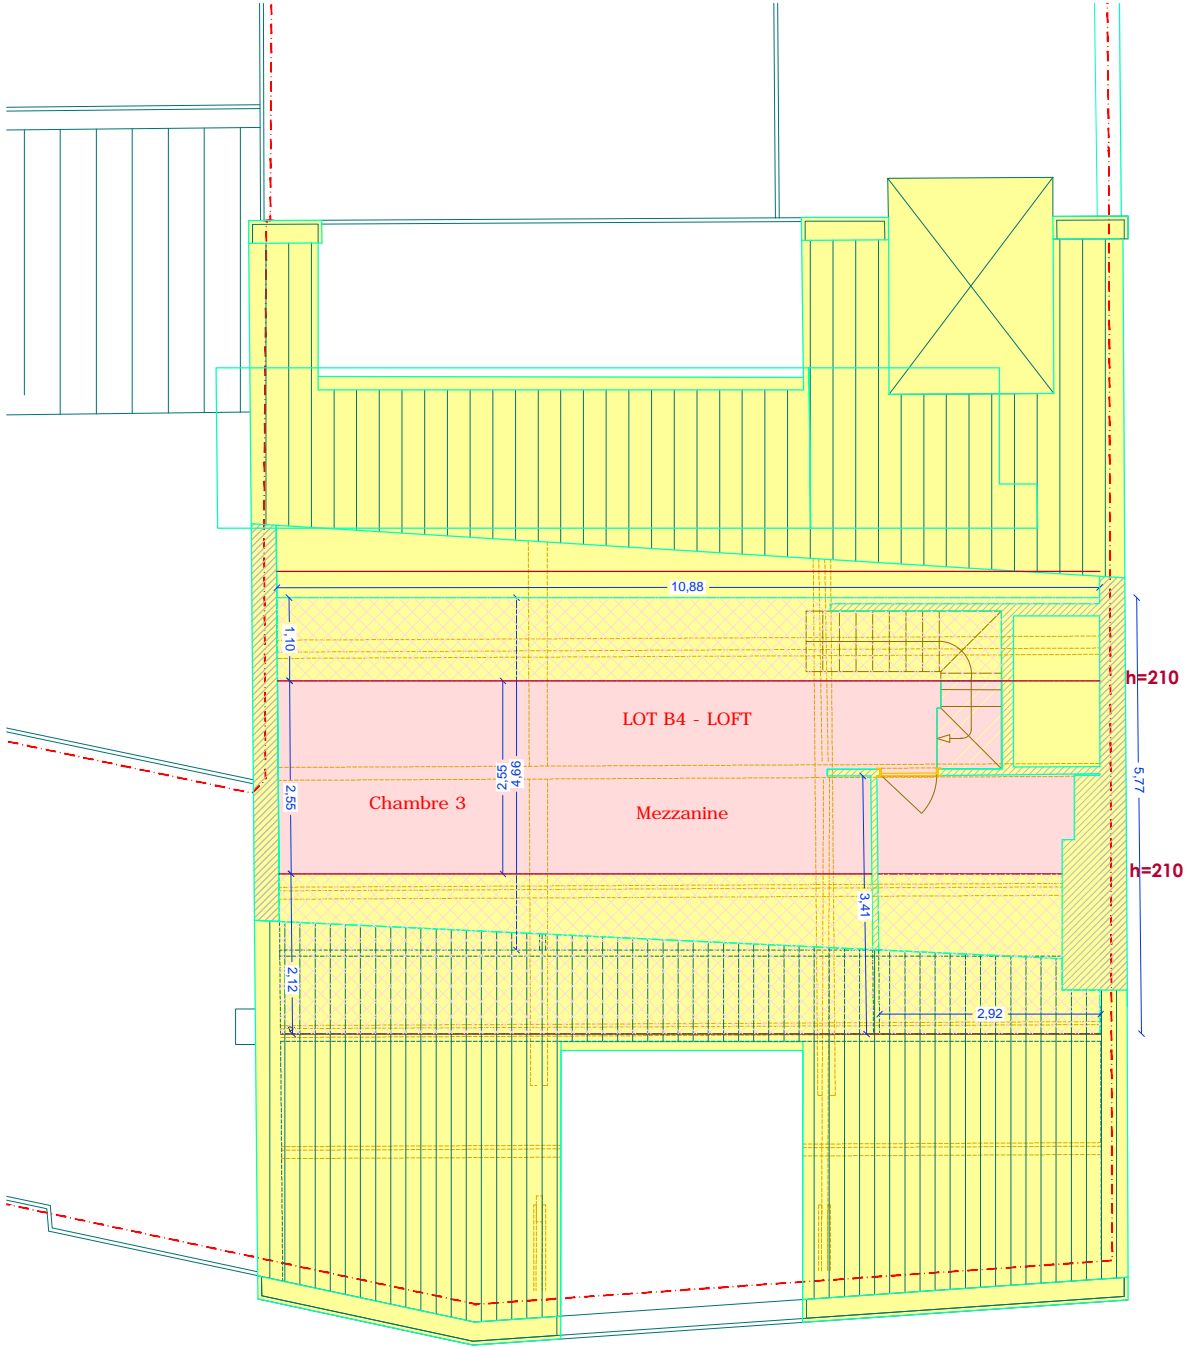 10,88
1,10
h=210
LOT B4 - LOFT
2,55
4,66
5,77
2,55
Chambre 3
Mezzanine
h=210
3,41
2,12
2,92